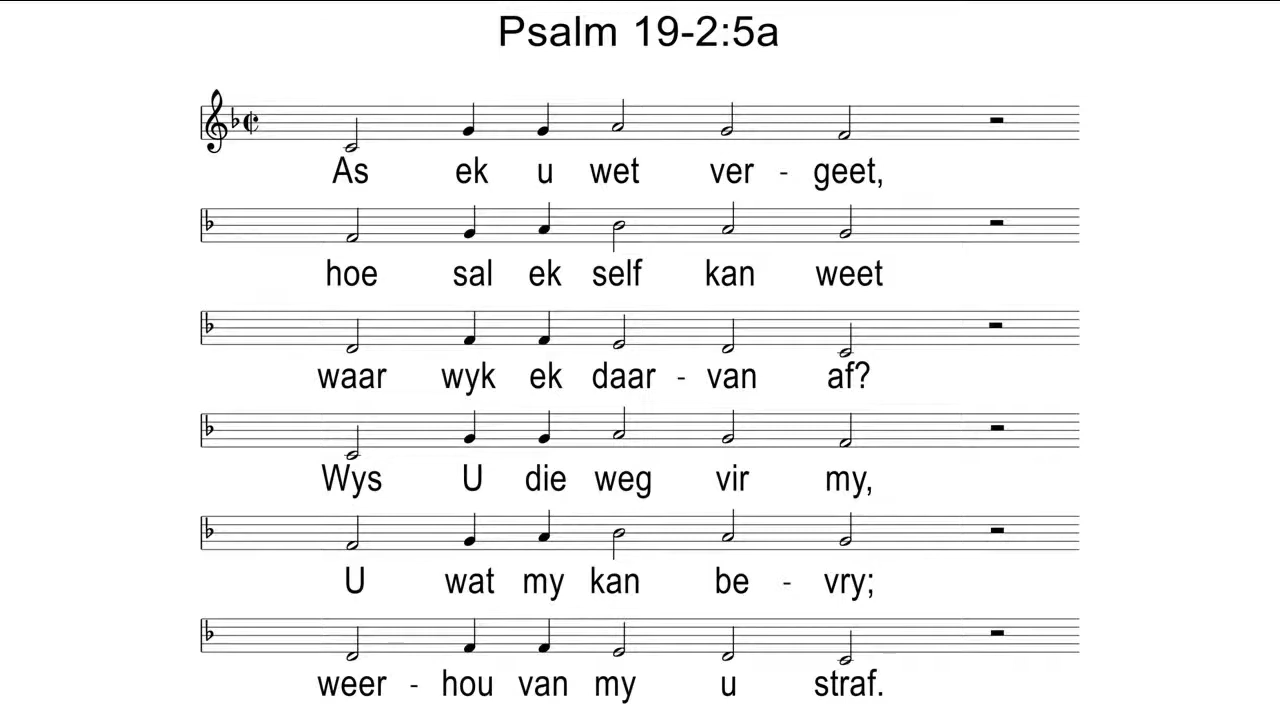 Psalm 19-2:5a
As ek u wet ver - geet,
hoe sal ek self kan weet
waar wyk ek daar - van af?
Wys U die weg vir my,
U wat my kan be - vry;
weer - hou van my u straf.